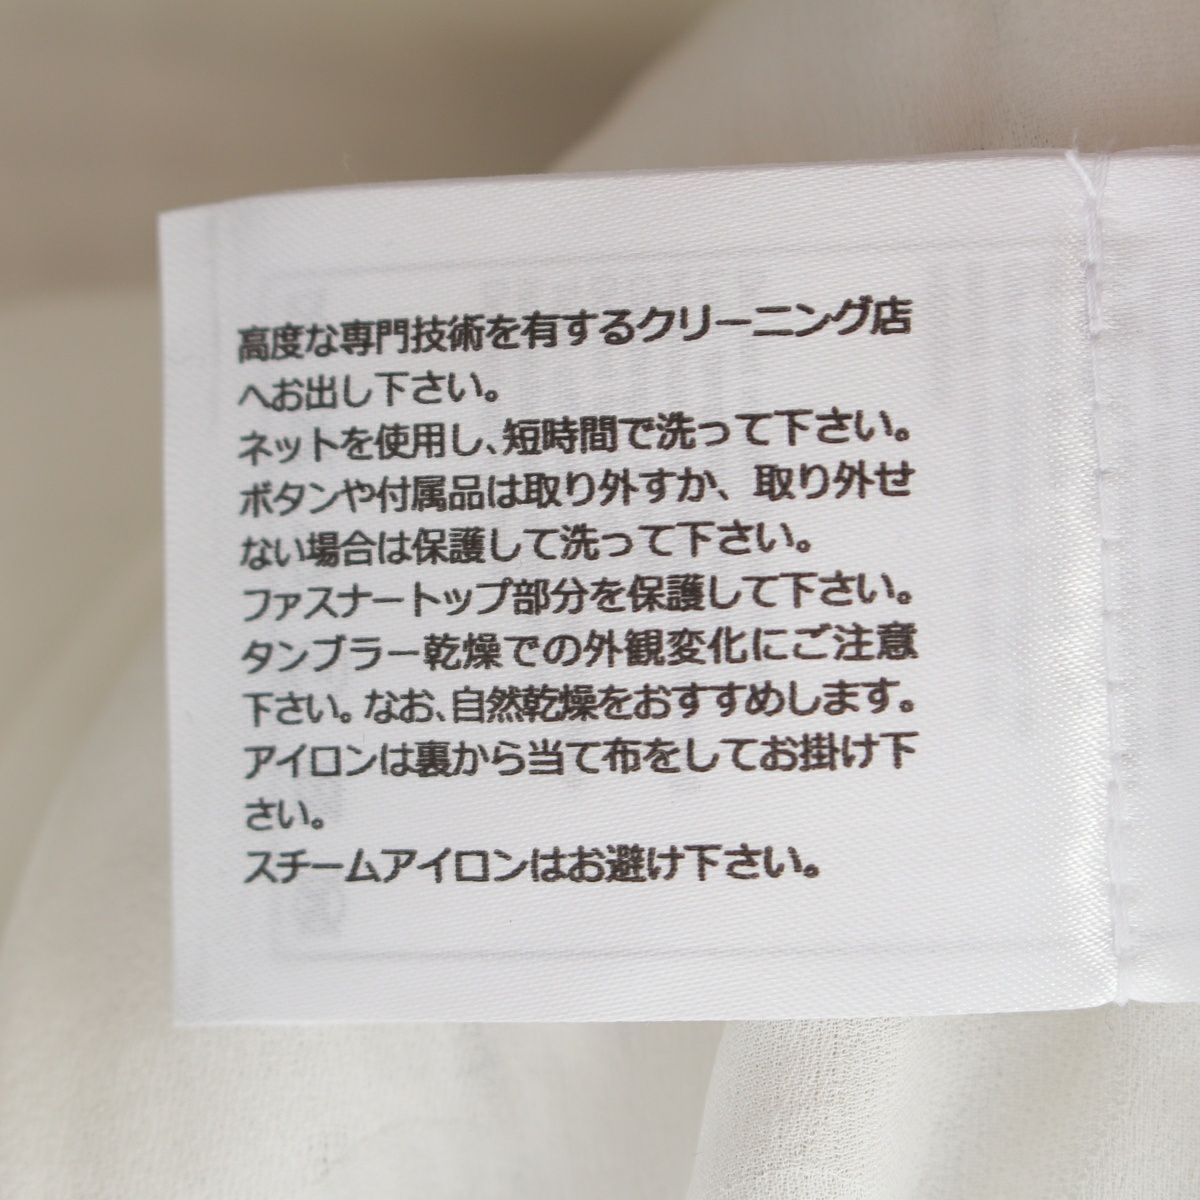 高度な専門技術を有するクリーニング店
へお出し下さい。
ネットを使用し、短時間で洗って下さい。
ボタンや付属品は取り外すか、取り外せ
ない場合は保護して洗って下さい。
ファスナートップ部分を保護して下さい。
タンブラー乾燥での外観変化にご注意
下さい。なお、自然乾燥をおすすめします。
アイロンは裏から当て布をしてお掛け下
さい。
スチームアイロンはお避け下さい。